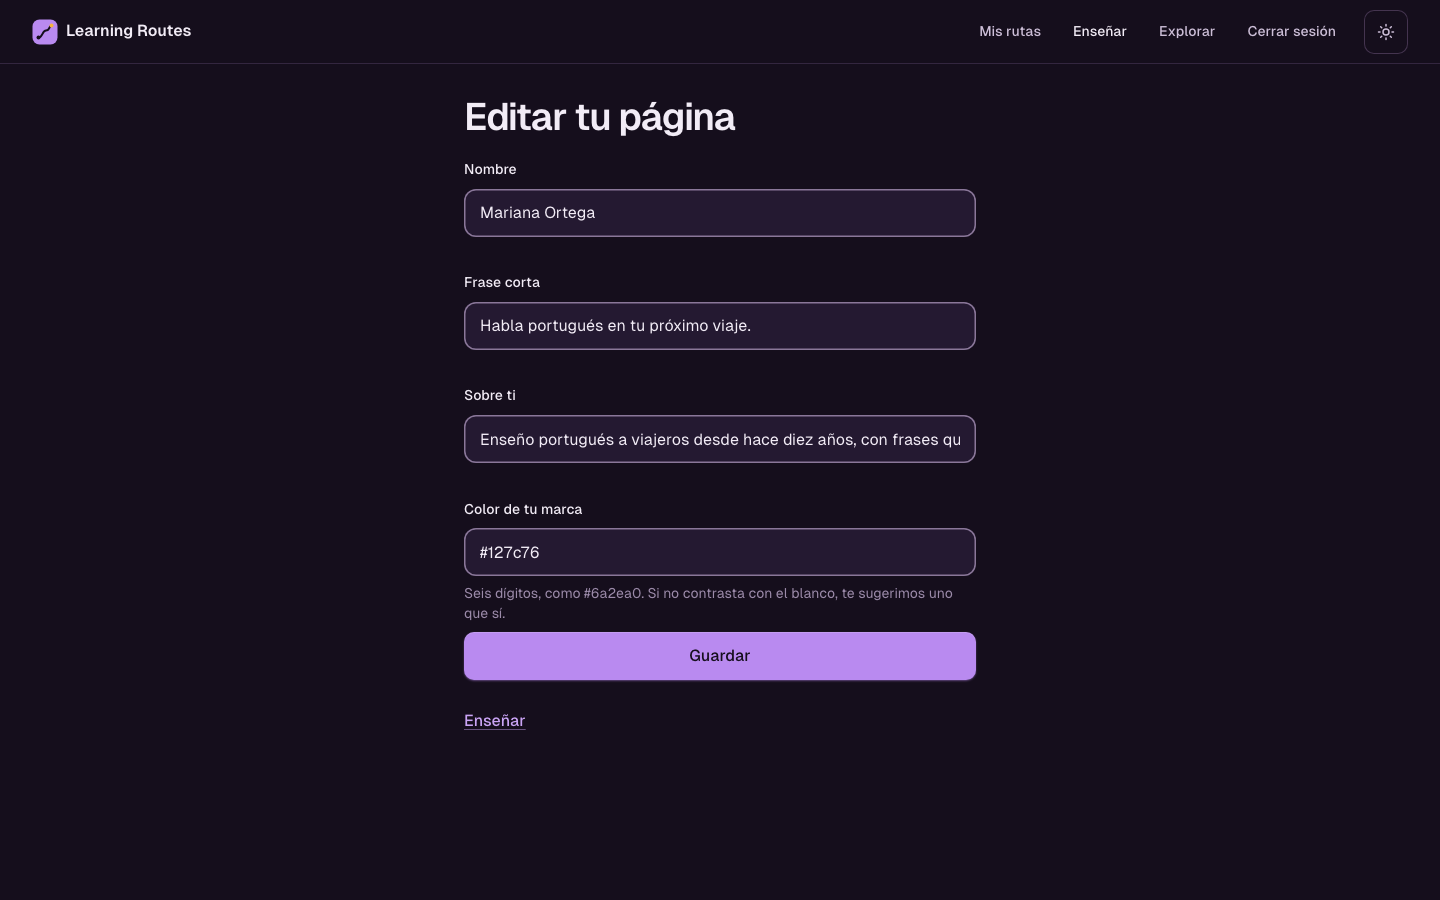 Learning Routes
Mis rutas
Enseñar
Explorar
Cerrar sesión
Editar tu página
Nombre
Mariana Ortega
Frase corta
Habla portugués en tu próximo viaje.
Sobre ti
Enseño portugués a viajeros desde hace diez años, con frases qu
Color de tu marca
#127c76
Seis dígitos, como #6a2ea0. Si no contrasta con el blanco, te sugerimos uno
que sí.
Guardar
Enseñar